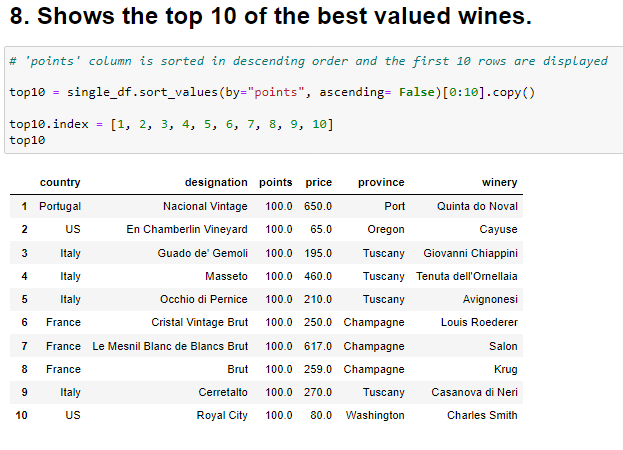 8. Shows the top 10 of the best valued wines.
# 'points' column is sorted in descending order and the first 10 rows are displayed
top10 = single_df.sort_values(by="points", ascending= False)[0:10].copy()
top10.index = [1, 2, 3, 4, 5, 6, 7, 8, 9, 10]
top10
country designation points price province winery
1 Portugal Nacional Vintage 100.0 650.0 Port Quinta do Noval
2 US En Chamberlin Vineyard 100.0 65.0 Oregon Cayuse
3 Italy Guado de' Gemoli 100.0 195.0 Tuscany Giovanni Chiappini
4 Italy Masseto 100.0 460.0 Tuscany Tenuta dell'Ornellaia
5 Italy Occhio di Pernice 100.0 210.0 Tuscany Avignonesi
6 France Cristal Vintage Brut 100.0 250.0 Champagne Louis Roederer
7 France Le Mesnil Blanc de Blancs Brut 100.0 617.0 Champagne Salon
8 France Brut 100.0 259.0 Champagne Krug
9 Italy Cerretalto 100.0 270.0 Tuscany Casanova di Neri
10 US Royal City 100.0 80.0 Washington Charles Smith